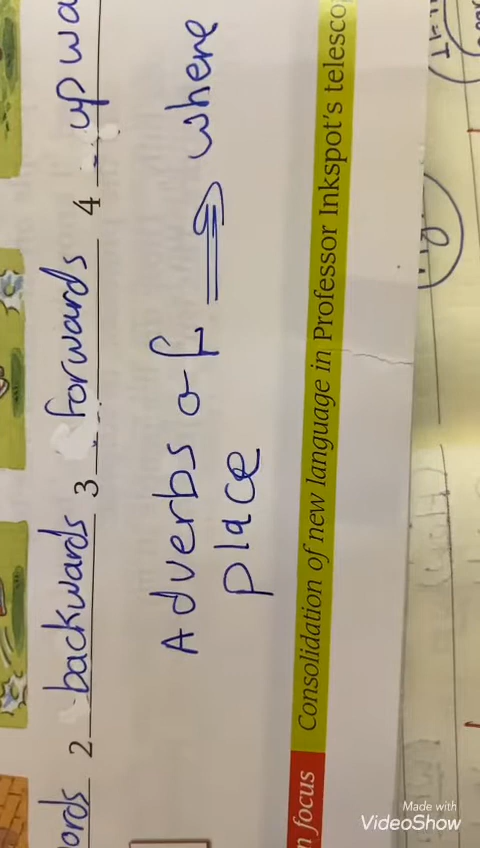 ords 2 backwards 3 forwards 4 upwa
Adverbs of ⟹ where
place
n focus Consolidation of new language in Professor Inkspot's telescop
Made with
VideoShow